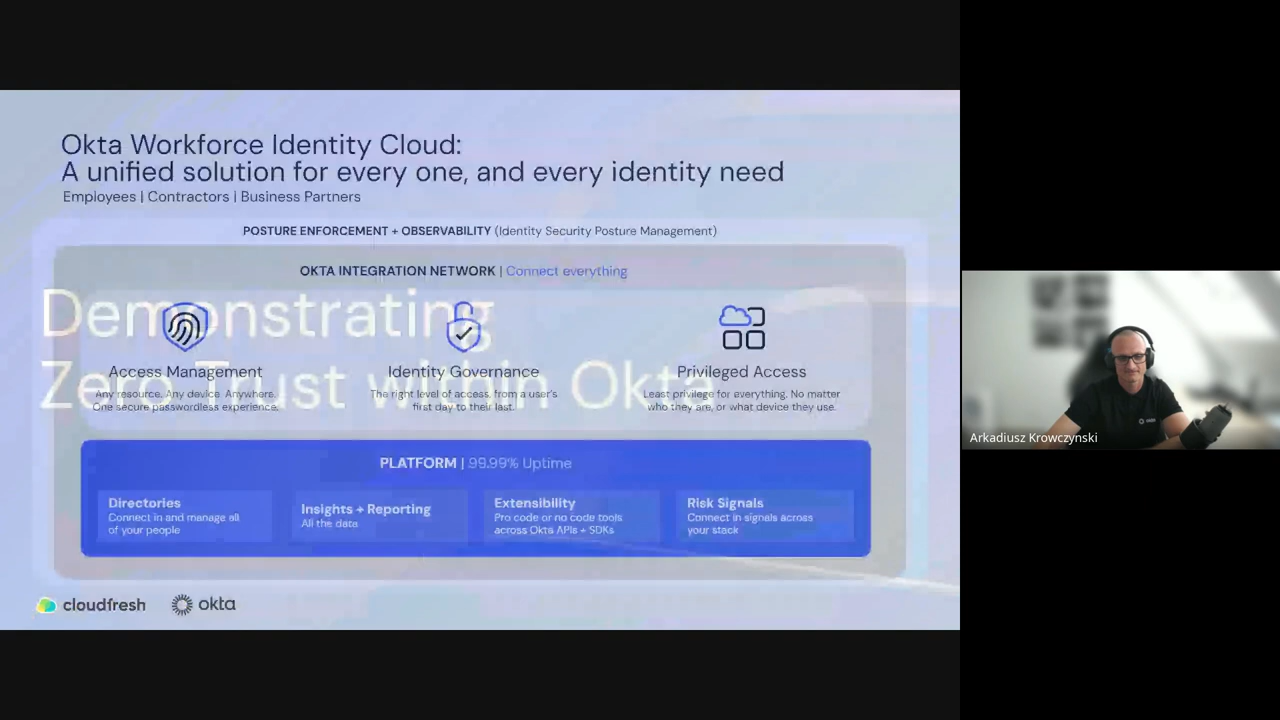 Okta Workforce Identity Cloud:
A unified solution for every one, and every identity need
Employees | Contractors | Business Partners
POSTURE ENFORCEMENT + OBSERVABILITY (Identity Security Posture Management)
OKTA INTEGRATION NETWORK | Connect everything
Demonstrating
Zero Trust within Okta
Access Management
Any resource. Any device. Anywhere.
One secure passwordless experience.
Identity Governance
The right level of access, from a user's
first day to their last.
Privileged Access
Least privilege for everything. No matter
who they are, or what device they use.
PLATFORM | 99.99% Uptime
Directories
Connect in and manage all
of your people
Insights + Reporting
All the data
Extensibility
Pro code or no code tools
across Okta APIs + SDKs
Risk Signals
Connect in signals across
your stack
cloudfresh
okta
Arkadiusz Krowczynski
okta